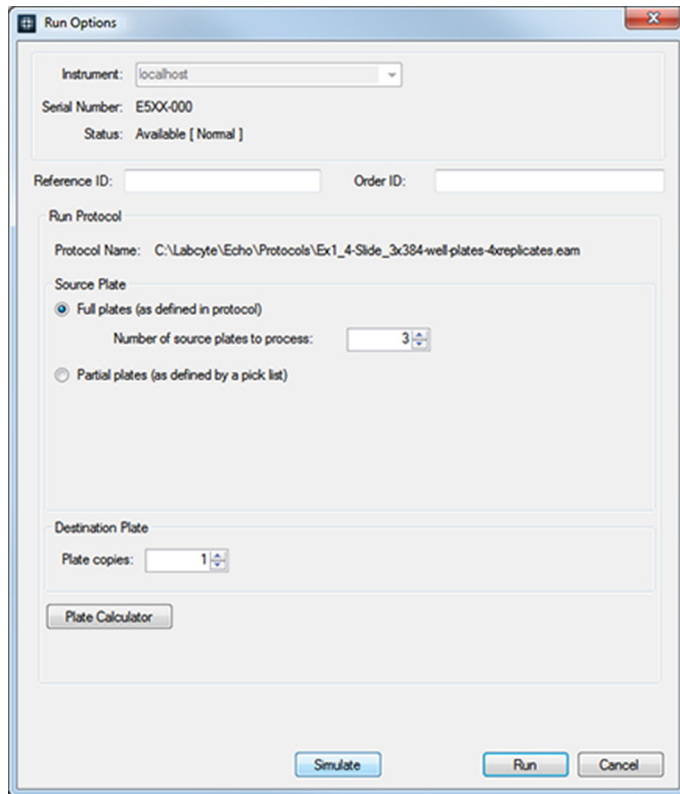 Run Options
Instrument: localhost
Serial Number: E5XX-000
Status: Available [ Normal ]
Reference ID: Order ID:
Run Protocol
Protocol Name: C:\Labcyte\Echo\Protocols\Ex1_4-Slide_3x384-well-plates-4xreplicates.eam
Source Plate
Full plates (as defined in protocol)
Number of source plates to process: 3
Partial plates (as defined by a pick list)
Destination Plate
Plate copies: 1
Plate Calculator
Simulate Run Cancel